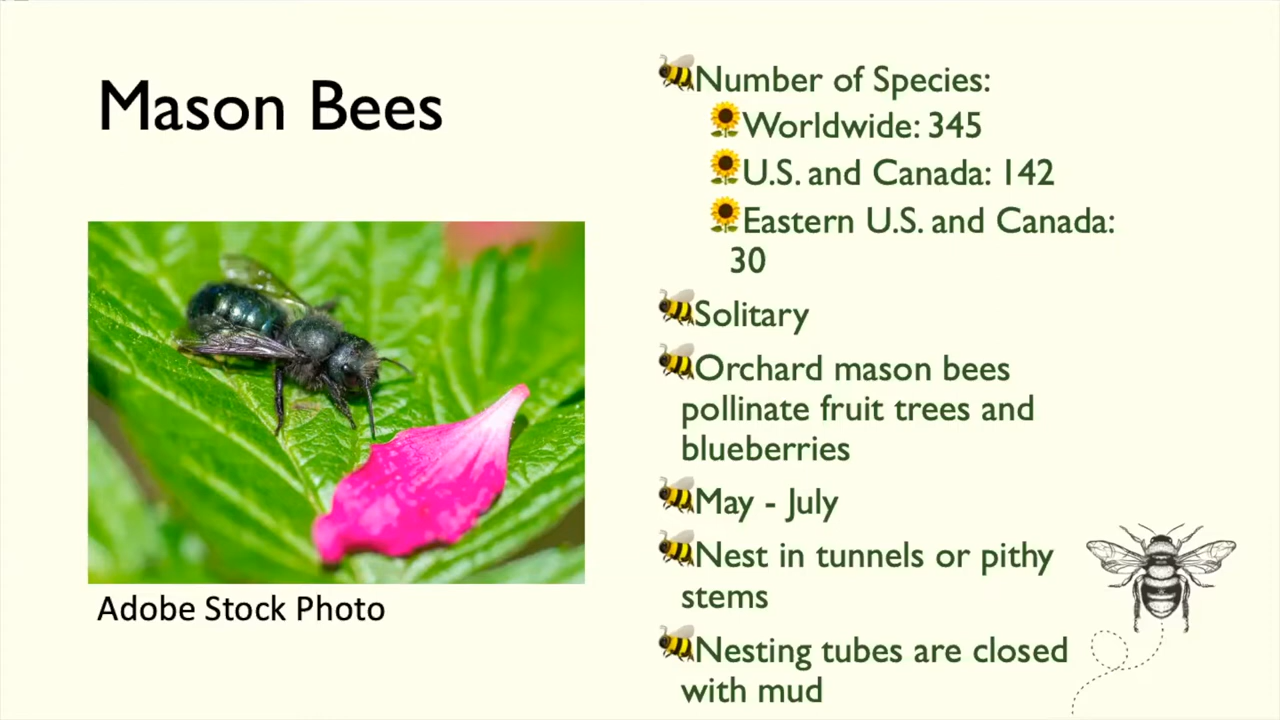 Mason Bees
Adobe Stock Photo
Number of Species:
Worldwide: 345
U.S. and Canada: 142
Eastern U.S. and Canada:
30
Solitary
Orchard mason bees
pollinate fruit trees and
blueberries
May - July
Nest in tunnels or pithy
stems
Nesting tubes are closed
with mud